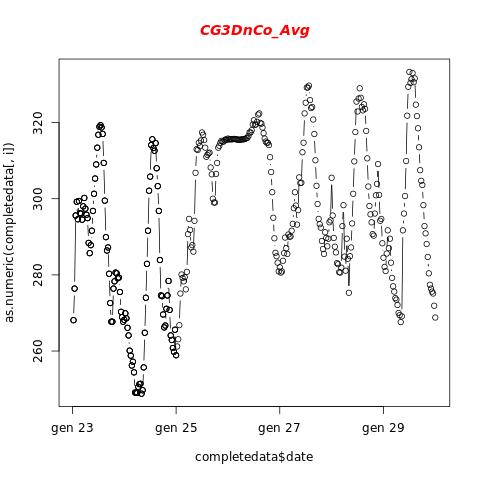 CG3DnCo_Avg
as.numeric(completedata[, i])
320
300
280
260
gen 23
gen 25
gen 27
gen 29
completedata$date